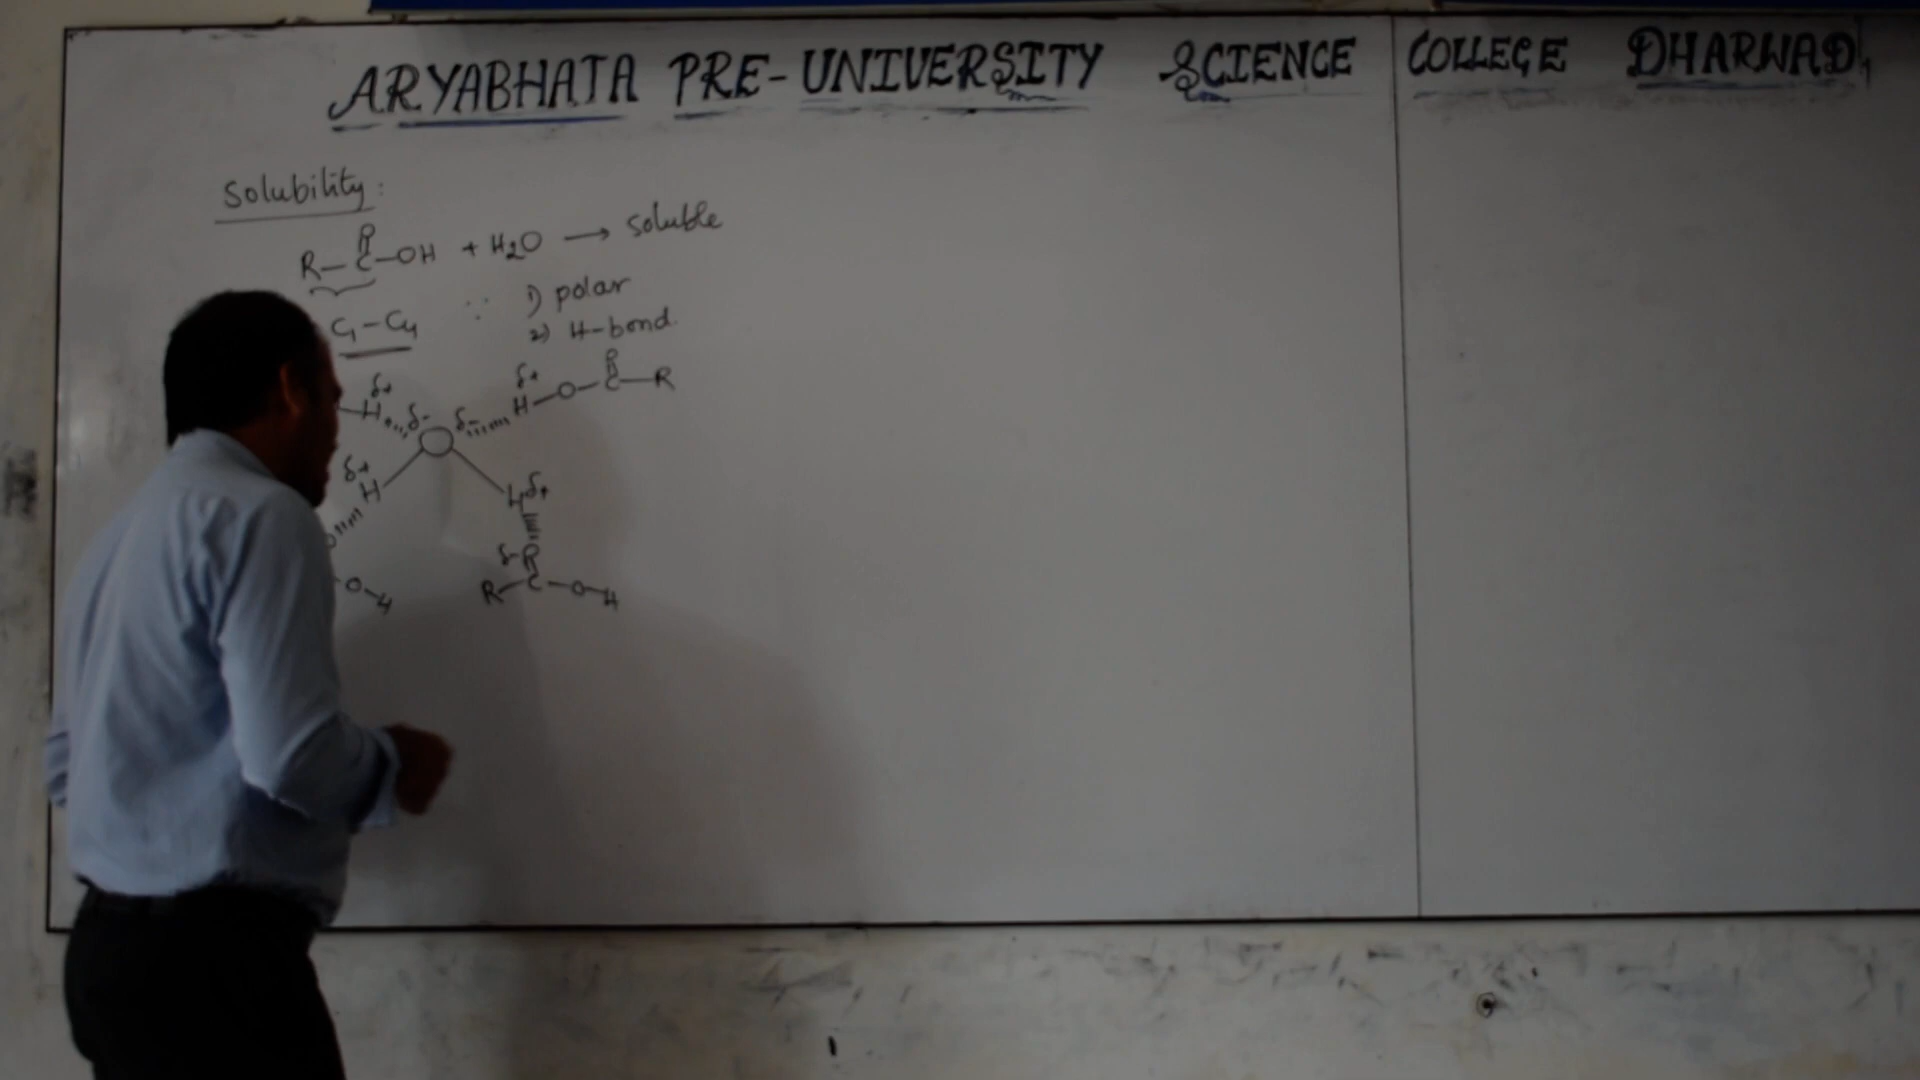 ARYABHATA PRE-UNIVERSITY SCIENCE COLLEGE DHARWAD
Solubility:
O
R-C-OH + H2O → soluble
C1-C4 ∵ 1) polar
2) H-bond
O
δ+ δ+ H-O-C-R
H δ- δ-
O
δ+
H H δ+
δ- O
O-H R-C-O-H